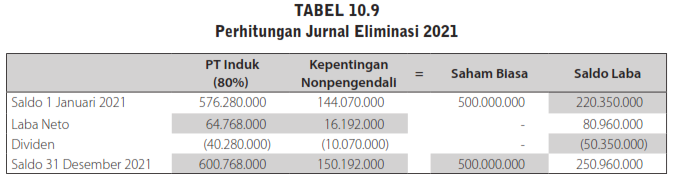 TABEL 10.9
Perhitungan Jurnal Eliminasi 2021
PT Induk (80%) Kepentingan Nonpengendali = Saham Biasa Saldo Laba
Saldo 1 Januari 2021 576.280.000 144.070.000 500.000.000 220.350.000
Laba Neto 64.768.000 16.192.000 - 80.960.000
Dividen (40.280.000) (10.070.000) - (50.350.000)
Saldo 31 Desember 2021 600.768.000 150.192.000 500.000.000 250.960.000